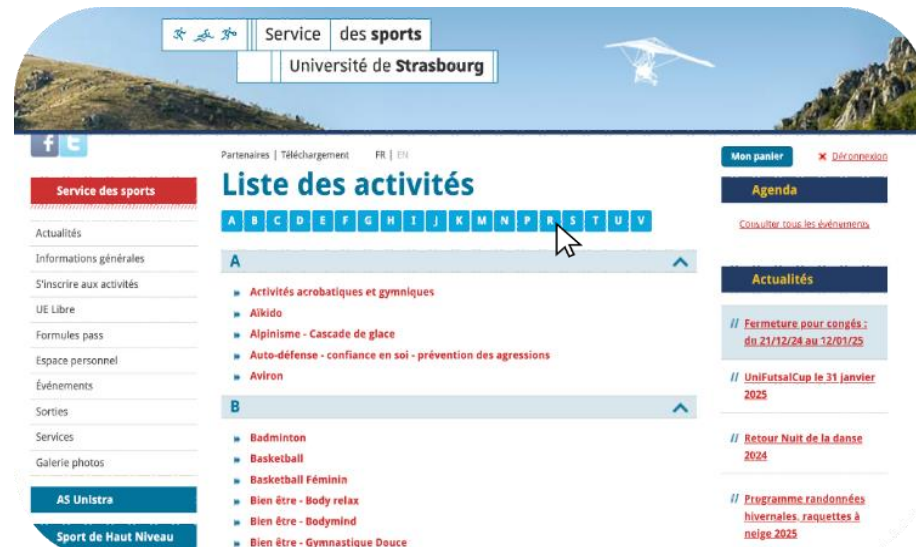 Service des sports
Université de Strasbourg
f t
Partenaires | Téléchargement FR | EN
Mon panier
Déconnexion
Service des sports
Actualités
Informations générales
S'inscrire aux activités
UE Libre
Formules pass
Espace personnel
Événements
Sorties
Services
Galerie photos
AS Unistra
Sport de Haut Niveau
Liste des activités
A B C D E F G H I J K M N P R S T U V
A
Activités acrobatiques et gymniques
Aïkido
Alpinisme - Cascade de glace
Auto-défense - confiance en soi - prévention des agressions
Aviron
B
Badminton
Basketball
Basketball Féminin
Bien être - Body relax
Bien être - Bodymind
Bien être - Gymnastique Douce
Agenda
Consulter tous les événements
Actualités
// Fermeture pour congés :
du 21/12/24 au 12/01/25
// UniFutsalCup le 31 janvier
2025
// Retour Nuit de la danse
2024
// Programme randonnées
hivernales, raquettes à
neige 2025